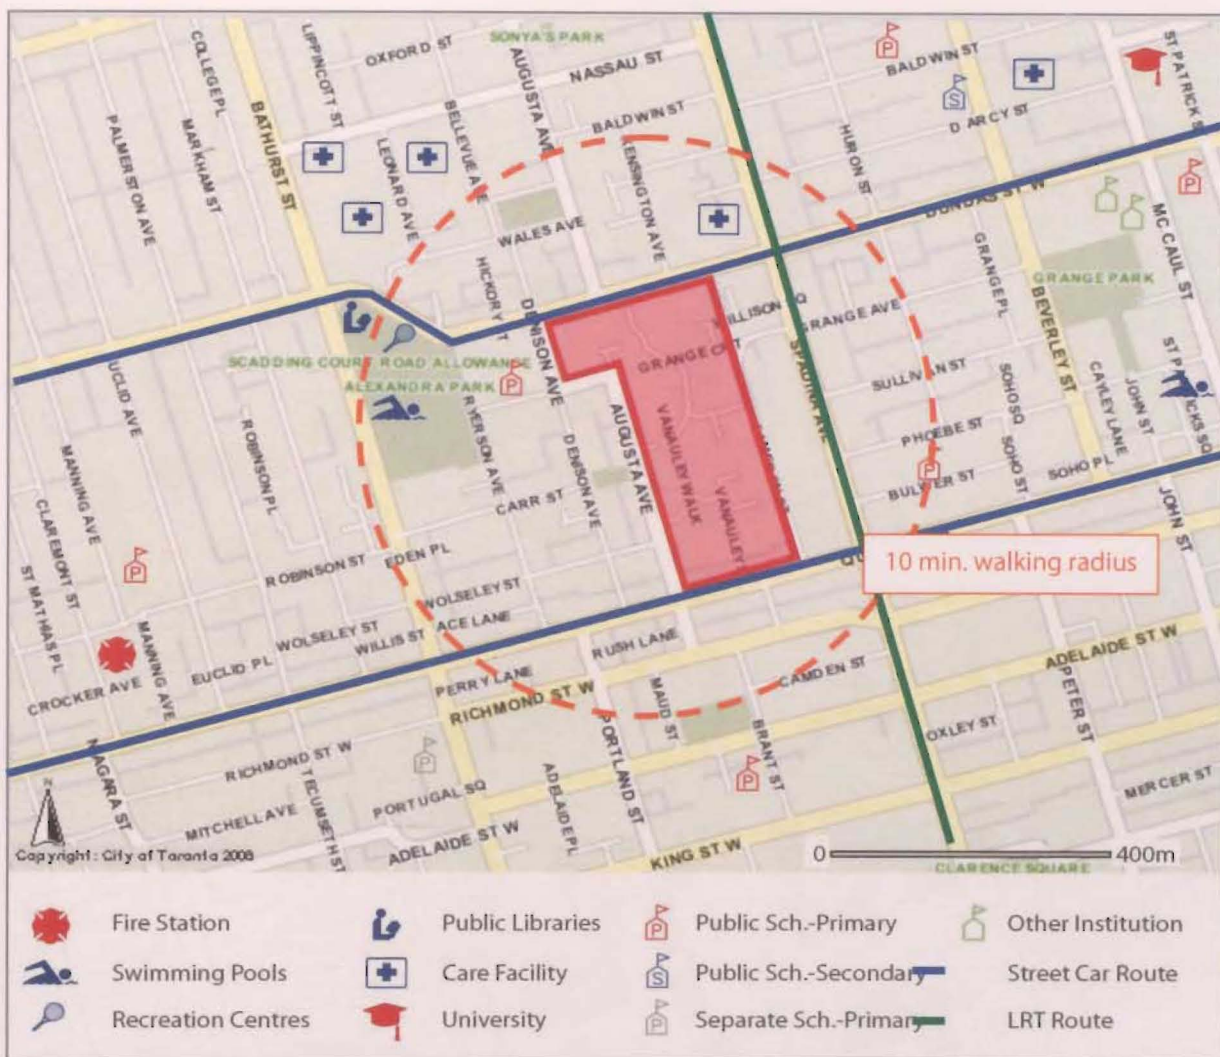 SONYA'S PARK
OXFORD ST
LIPPINCOTT ST
COLLEGE PL
AUGUSTA AVE
NASSAU ST
BALDWIN ST
ST PATRICK S
BATHURST ST
PALMERSTON AVE
MARKHAM ST
BELLEVUE AVE
LEONARD AVE
BALDWIN ST
KENSINGTON AVE
HURON ST
D ARCY ST
DUNDAS ST W
WALES AVE
MC CAUL ST
GRANGE PARK
HICKORY ST
DENISON AVE
GRANGE PL
BEVERLEY ST
WILLISON SQ
GRANGE AVE
GRANGE CRT
SPADINA AVE
SCADDING COURT ROAD ALLOWANCE
ALEXANDRA PARK
SULLIVAN ST
SOHO SQ
CAYLEY LANE
JOHN ST
ST PA
ICKS SQ
EUCLID AVE
RYERSON AVE
AUGUSTA AVE
VANAULEY WALK
VANAULEY
PHOEBE ST
SOHO ST
SOHO PL
MANNING AVE
ROBINSON PL
DENISON AVE
CARR ST
BULWER ST
JOHN ST
CLAREMONT ST
ST MATHIAS PL
ROBINSON ST
EDEN PL
QU
10 min. walking radius
WOLSELEY ST
WOLSELEY ST
ACE LANE
WILLIS ST
EUCLID PL
MANNING AVE
CROCKER AVE
RUSH LANE
PERRY LANE
RICHMOND ST W
MAUD ST
CAMDEN ST
ADELAIDE ST W
PETER ST
NIAGARA ST
RICHMOND ST W
TECUMSETH ST
PORTUGAL SQ
ADELAIDE PL
PORTLAND ST
BRANT ST
OXLEY ST
MERCER ST
MITCHELL AVE
ADELAIDE ST W
KING ST W
N
Copyright : City of Toronto 2008
0
400m
CLARENCE SQUARE
Fire Station
Public Libraries
Public Sch.-Primary
Other Institution
Swimming Pools
Care Facility
Public Sch.-Secondary
Street Car Route
Recreation Centres
University
Separate Sch.-Primary
LRT Route